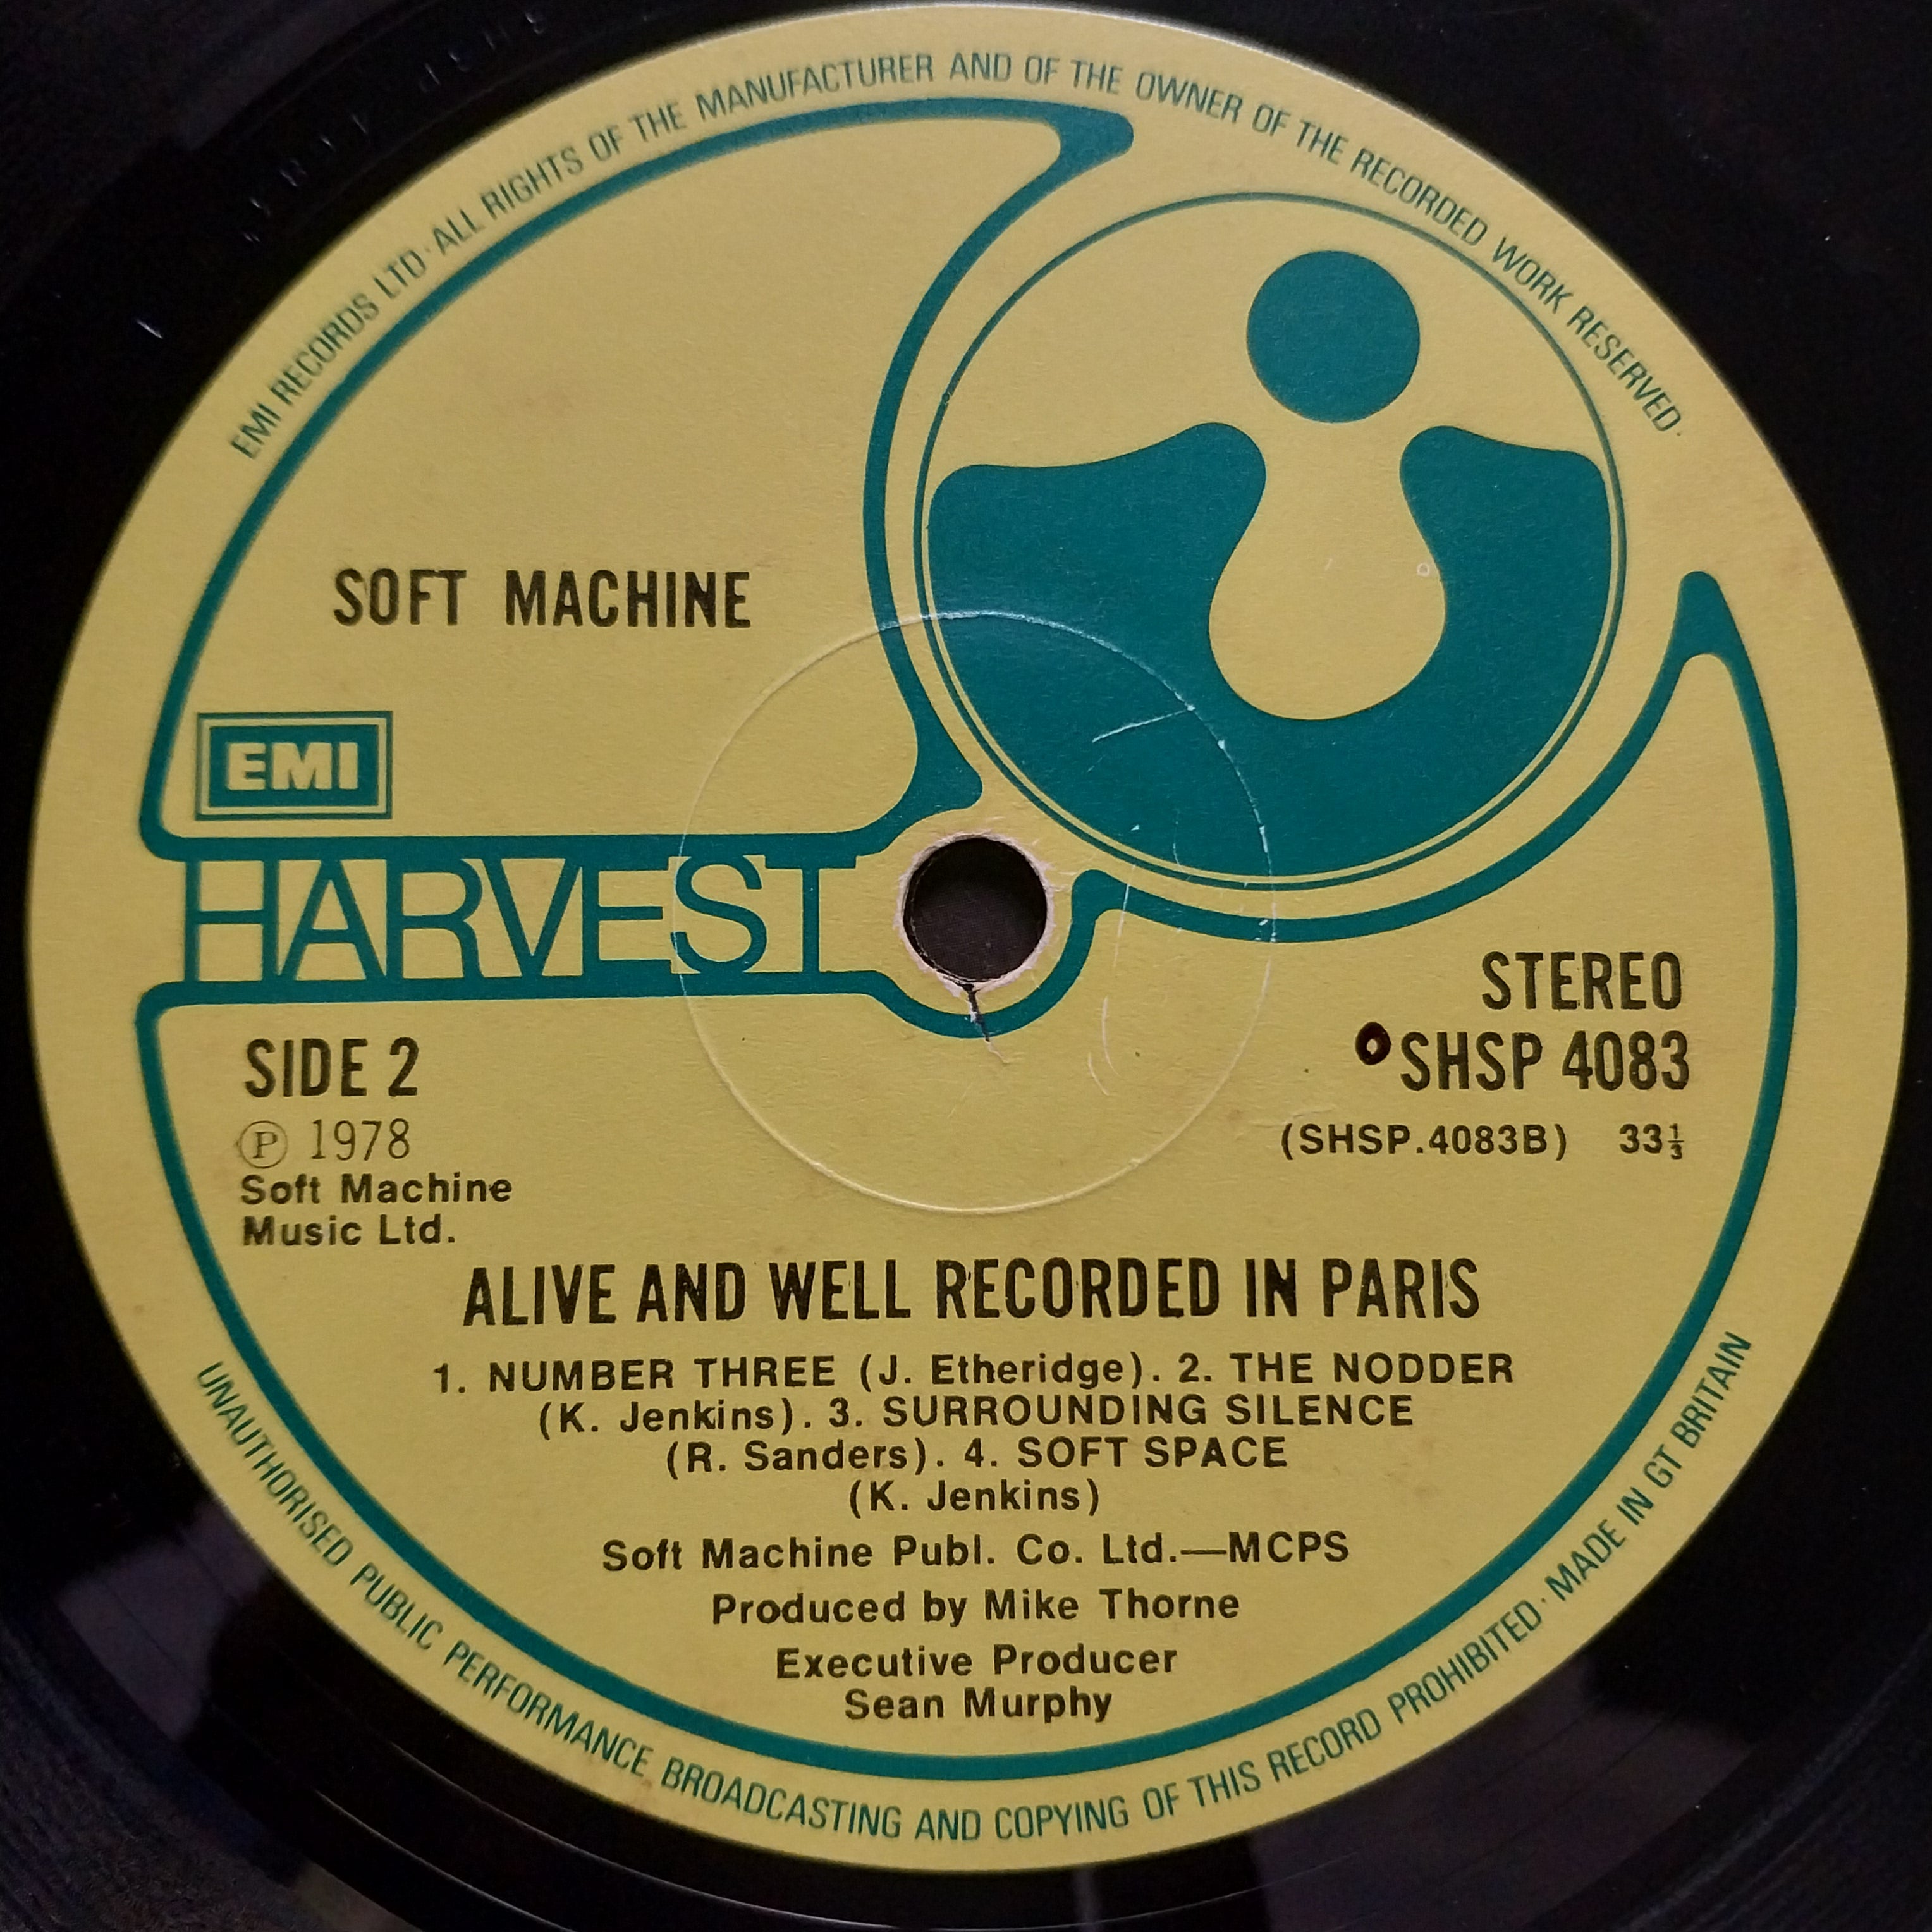 EMI RECORDS LTD · ALL RIGHTS OF THE MANUFACTURER AND OF THE OWNER OF THE RECORDED WORK RESERVED ·
SOFT MACHINE
EMI
HARVEST
STEREO
SHSP 4083
(SHSP.4083B) 33⅓
SIDE 2
Ⓟ 1978
Soft Machine
Music Ltd.
ALIVE AND WELL RECORDED IN PARIS
1. NUMBER THREE (J. Etheridge). 2. THE NODDER
(K. Jenkins). 3. SURROUNDING SILENCE
(R. Sanders). 4. SOFT SPACE
(K. Jenkins)
Soft Machine Publ. Co. Ltd.—MCPS
Produced by Mike Thorne
Executive Producer
Sean Murphy
UNAUTHORISED PUBLIC PERFORMANCE BROADCASTING AND COPYING OF THIS RECORD PROHIBITED · MADE IN GT BRITAIN